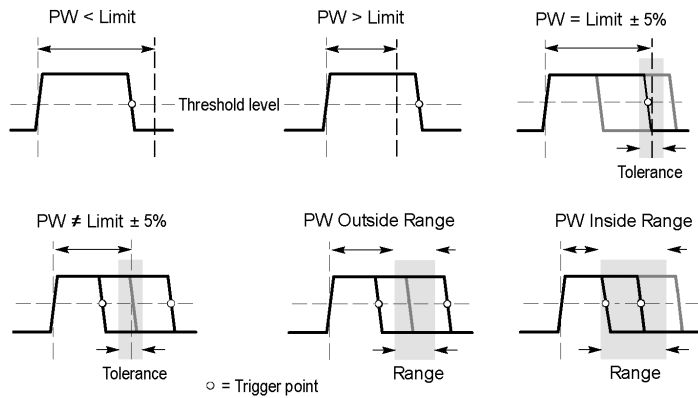 PW < Limit
PW > Limit
PW = Limit ± 5%
Threshold level
Tolerance
PW ≠ Limit ± 5%
PW Outside Range
PW Inside Range
Tolerance
Range
Range
○ = Trigger point